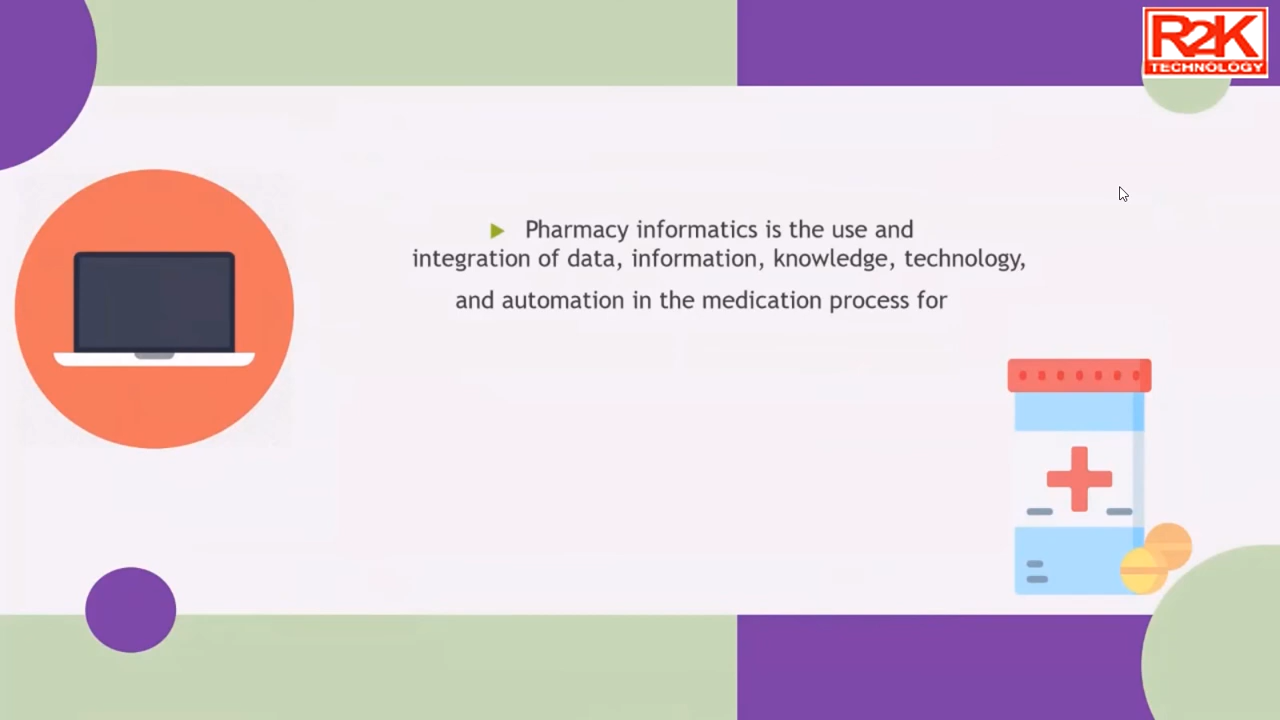 R2K
TECHNOLOGY
Pharmacy informatics is the use and
integration of data, information, knowledge, technology,
and automation in the medication process for